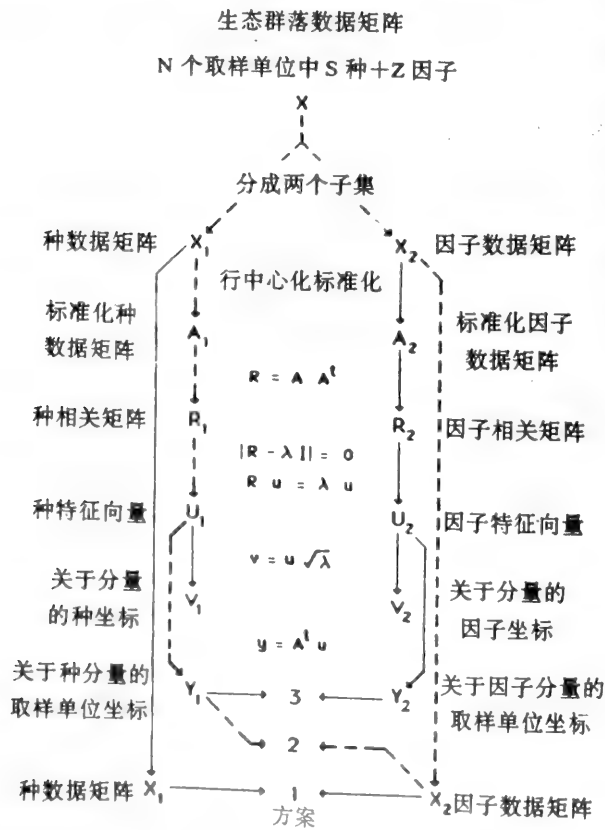 生态群落数据矩阵
N 个取样单位中 S 种＋Z 因子
X
分成两个子集
种数据矩阵 X₁ X₂ 因子数据矩阵
行中心化标准化
标准化种
数据矩阵
A₁ A₂
标准化因子
数据矩阵
R = A Aᵗ
种相关矩阵 R₁ R₂ 因子相关矩阵
|R - λ I| = 0
R u = λ u
种特征向量 U₁ U₂ 因子特征向量
v = u √λ
关于分量
的种坐标
V₁ V₂
关于分量的
因子坐标
y = Aᵗ u
关于种分量的
取样单位坐标
Y₁ 3 Y₂
关于因子分量的
取样单位坐标
2
种数据矩阵 X₁ 1 X₂ 因子数据矩阵
方案